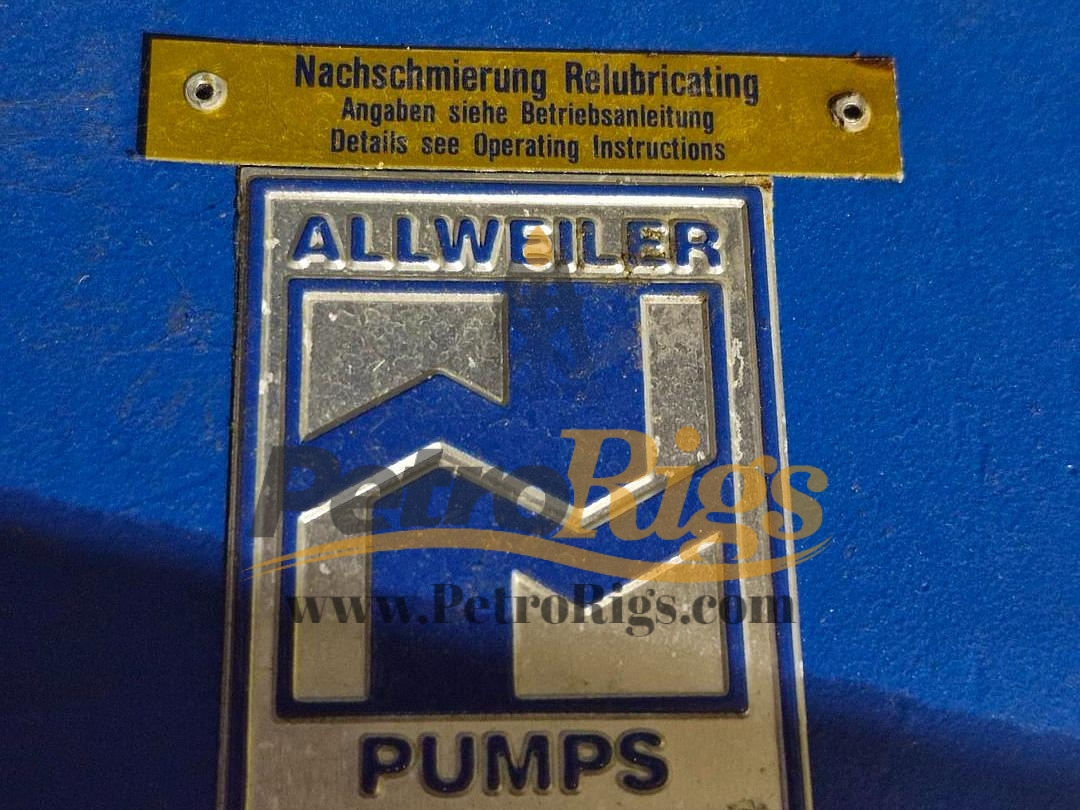 Nachschmierung Relubricating
Angaben siehe Betriebsanleitung
Details see Operating Instructions
ALLWEILER
PetroRigs
www.PetroRigs.com
PUMPS